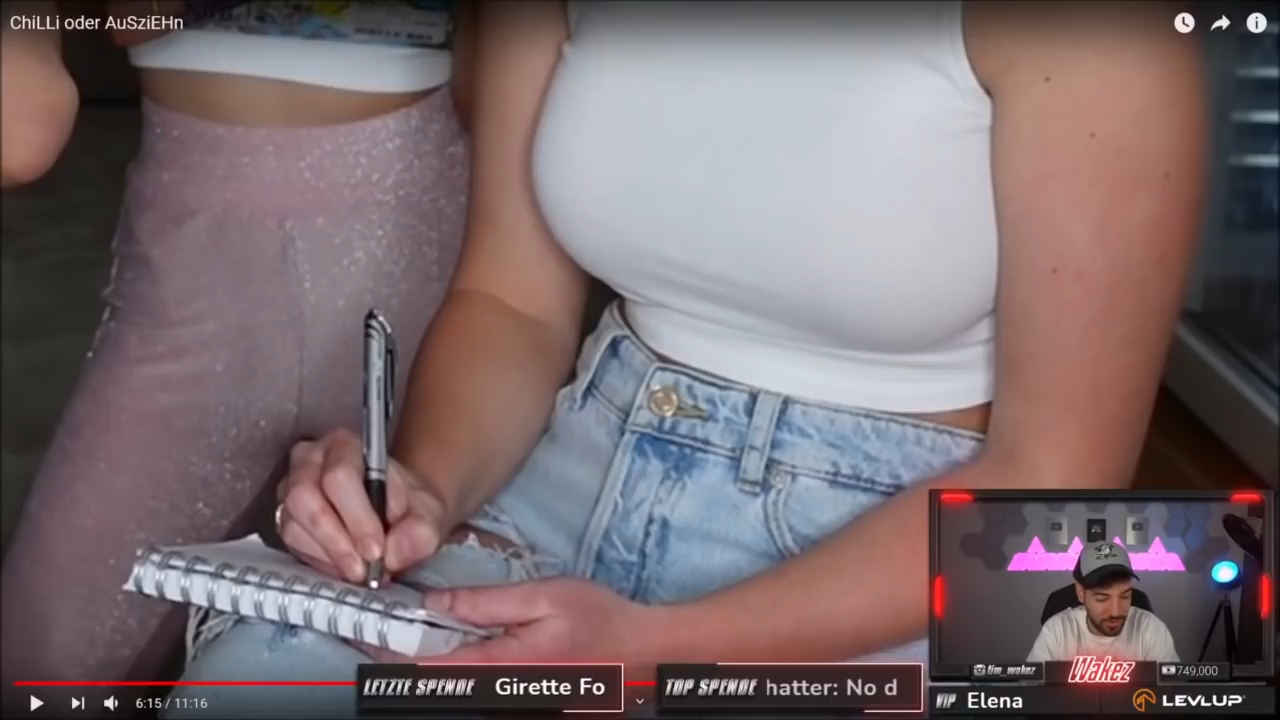 ChiLLi oder AuSziEHn
tim_wakez
Wakez
749,000
LETZTE SPENDE
Girette Fo
TOP SPENDE
hatter: No d
VIP
Elena
LEVLUP
6:15 / 11:16